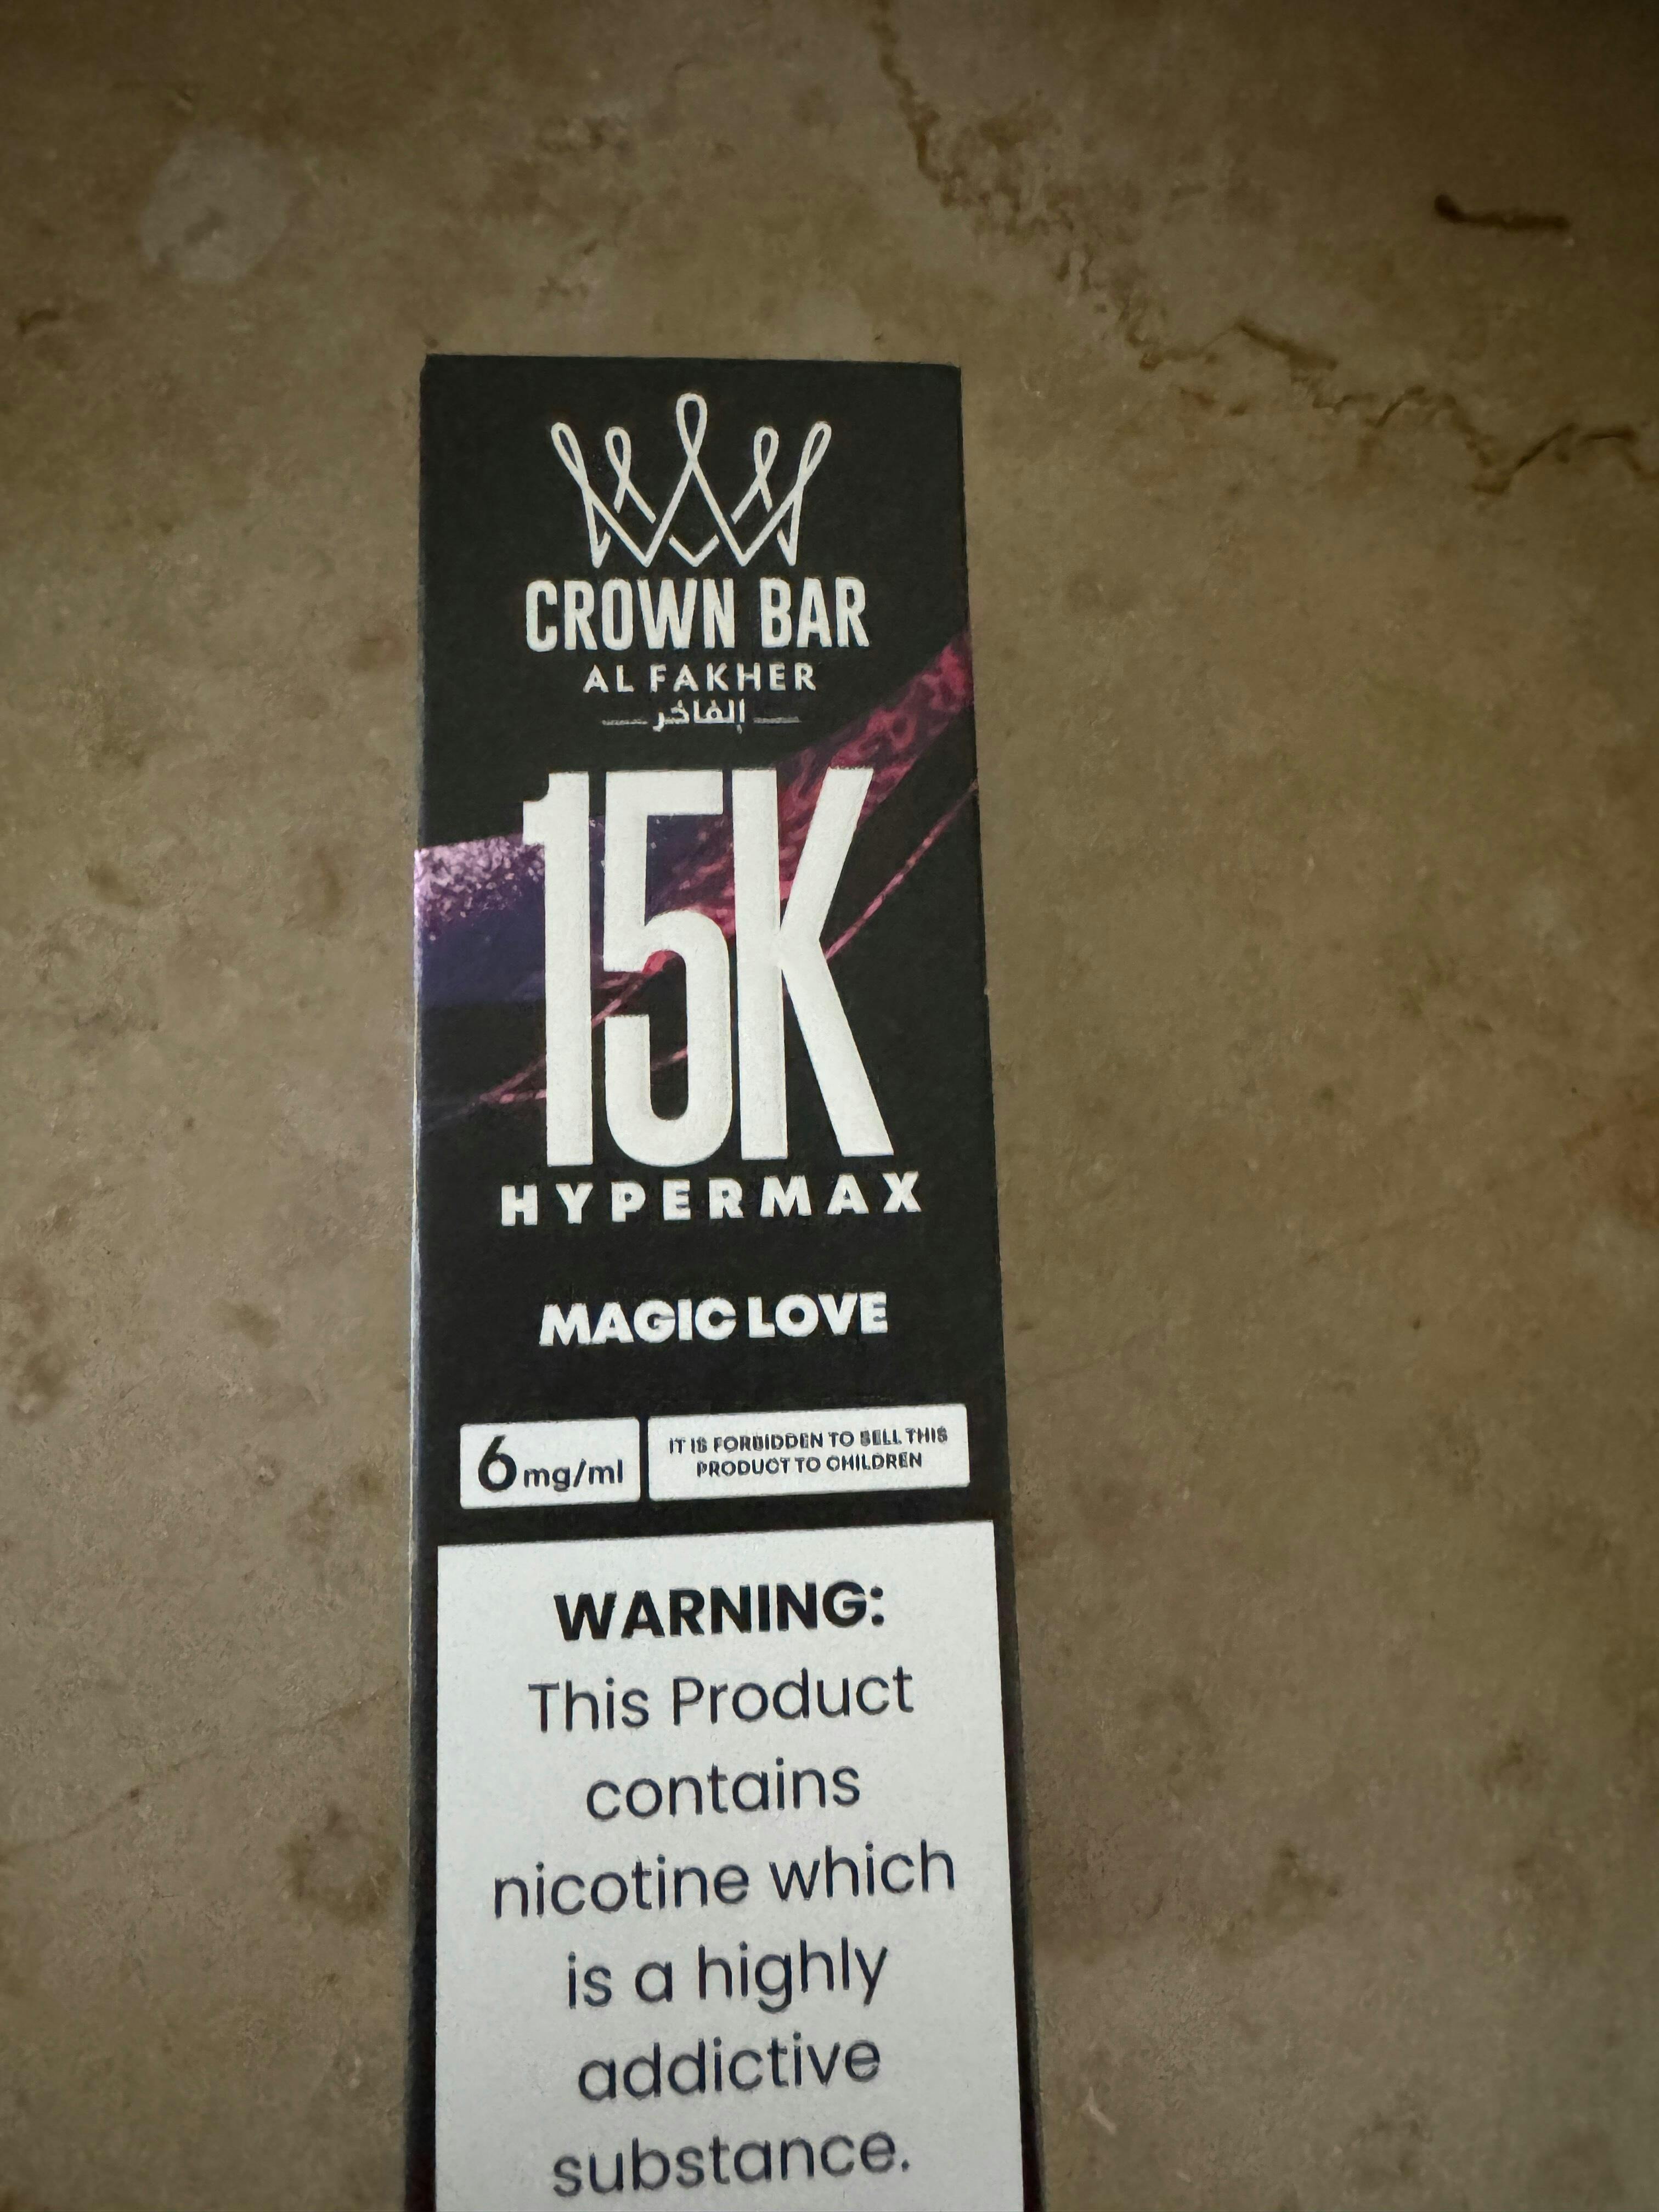 CROWN BAR
AL FAKHER
الفاخر
15K
HYPERMAX
MAGIC LOVE
6mg/ml
IT IS FORBIDDEN TO SELL THIS
PRODUCT TO CHILDREN
WARNING:
This Product
contains
nicotine which
is a highly
addictive
substance.